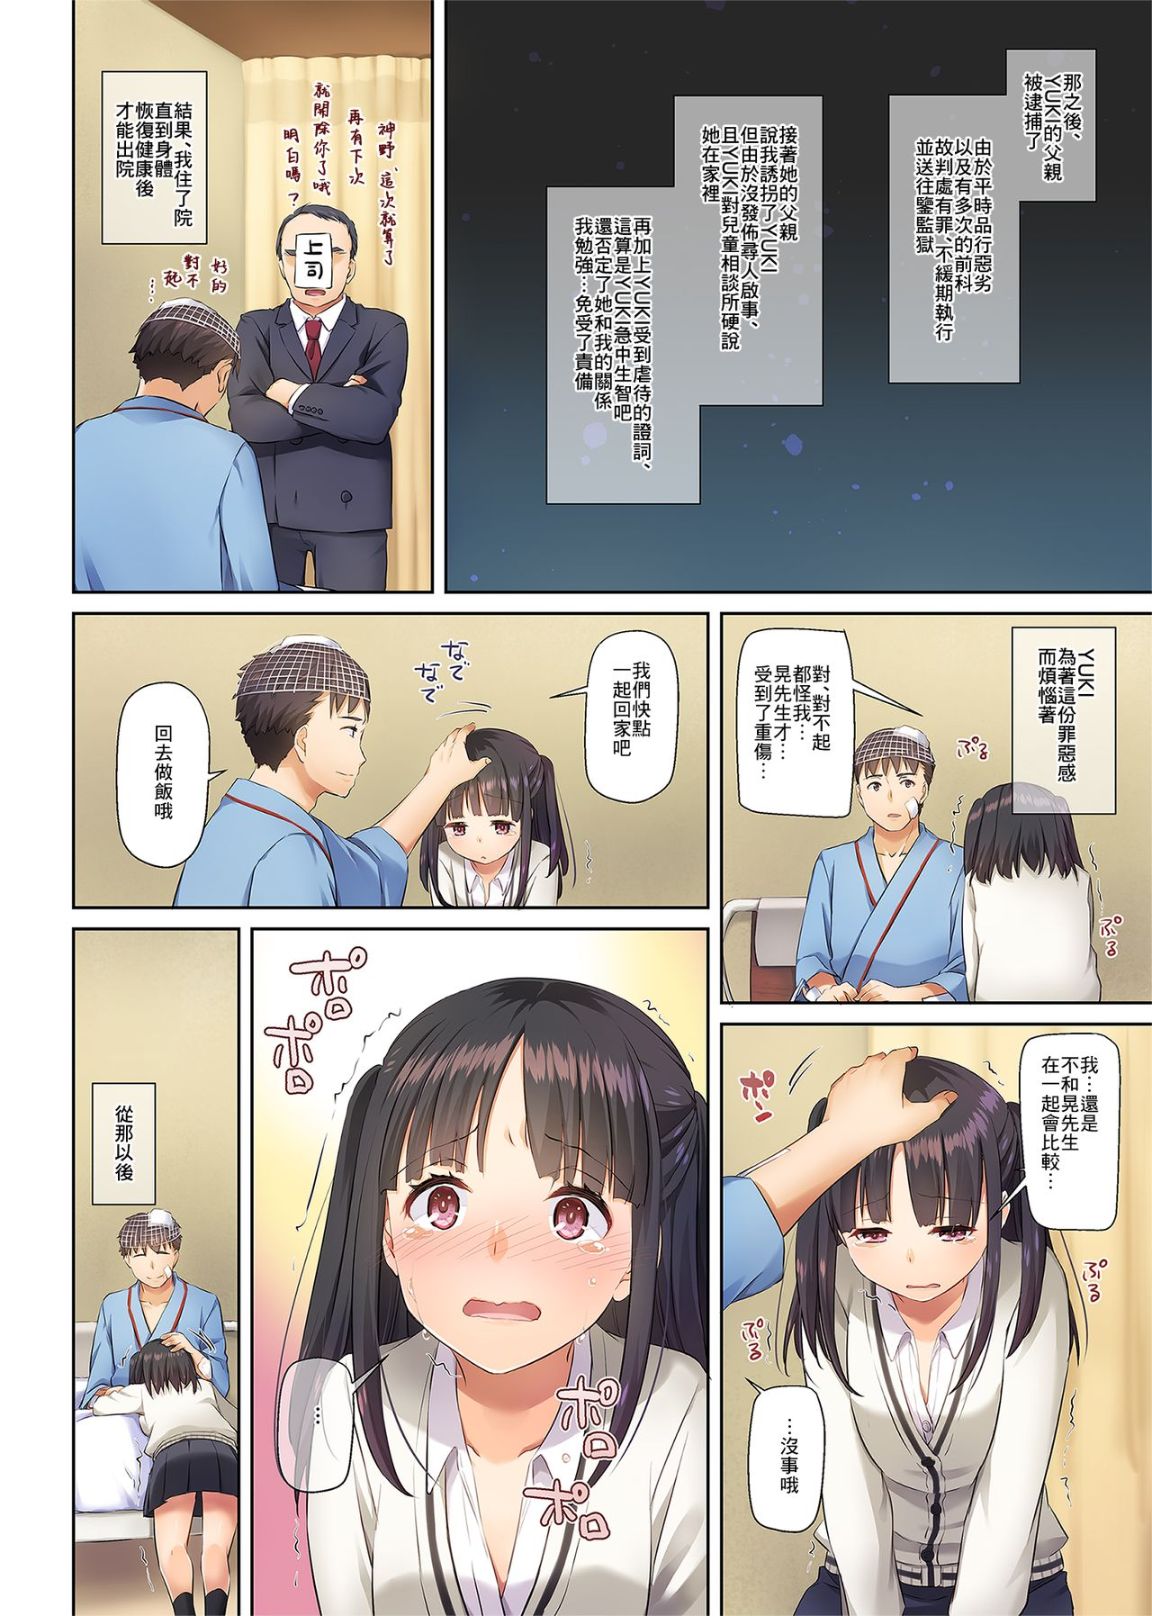 那之後、
YUKI的父親
被逮捕了
由於平時品行惡劣
以及有多次的前科
故判處有罪、不緩期執行
並送往鑒監獄
接著她的父親
說我誘拐了YUKI
但由於沒發佈尋人啟事、
且YUKI對兒童相談所硬說
她在家裡
再加上YUKI受到虐待的證詞、
這算是YUKI急中生智吧
還否定了她和我的關係
我勉強…免受了責備
神野、這次就算了
再有下次
就開除你了哦
明白嗎？
上司
結果、我住了院
直到身體
恢復健康後
才能出院
好的
對不
起…
YUKI
為著這份罪惡感
而煩惱著
對、對不起
都怪我…
晃先生才…
受到了重傷…
ぷる
ぷる
我們快點
一起回家吧
なで
なで
回去做飯哦
我…還是
不和晃先生
在一起會比較…
ポン
ぷる
ぷる
…沒事哦
ポロ
ポロ
…
ポロ
ポロ
從那以後